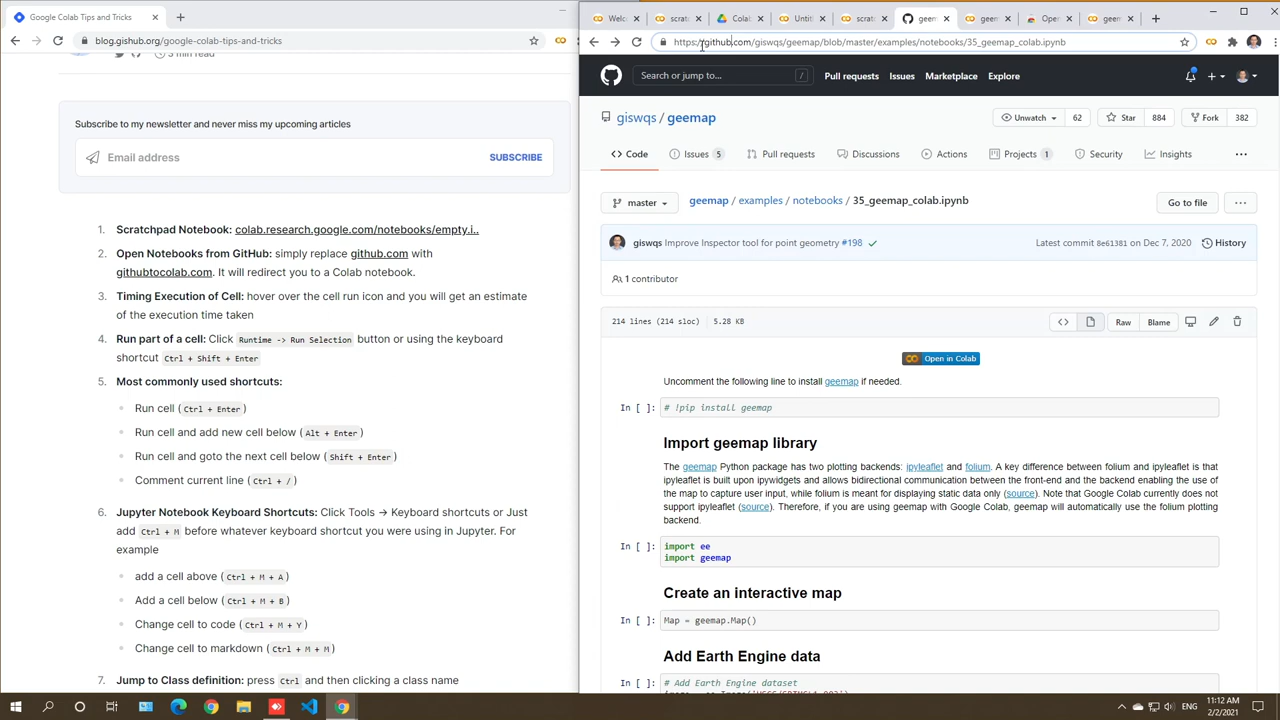 Google Colab Tips and Tricks
blog.gishub.org/google-colab-tips-and-tricks
5 min read
Subscribe to my newsletter and never miss my upcoming articles
Email address
SUBSCRIBE
1. Scratchpad Notebook: colab.research.google.com/notebooks/empty.i..
2. Open Notebooks from GitHub: simply replace github.com with
githubtocolab.com. It will redirect you to a Colab notebook.
3. Timing Execution of Cell: hover over the cell run icon and you will get an estimate
of the execution time taken
4. Run part of a cell: Click Runtime -> Run Selection button or using the keyboard
shortcut Ctrl + Shift + Enter
5. Most commonly used shortcuts:
Run cell (Ctrl + Enter)
Run cell and add new cell below (Alt + Enter)
Run cell and goto the next cell below (Shift + Enter)
Comment current line (Ctrl + /)
6. Jupyter Notebook Keyboard Shortcuts: Click Tools → Keyboard shortcuts or Just
add Ctrl + M before whatever keyboard shortcut you were using in Jupyter. For
example
add a cell above (Ctrl + M + A)
Add a cell below (Ctrl + M + B)
Change cell to code (Ctrl + M + Y)
Change cell to markdown (Ctrl + M + M)
7. Jump to Class definition: press Ctrl and then clicking a class name
Welc scrat Colab Untit scrat geem geem Open geem
https://github.com/giswqs/geemap/blob/master/examples/notebooks/35_geemap_colab.ipynb
Search or jump to... / Pull requests Issues Marketplace Explore
giswqs / geemap
Unwatch 62 Star 884 Fork 382
Code Issues 5 Pull requests Discussions Actions Projects 1 Security Insights
master geemap / examples / notebooks / 35_geemap_colab.ipynb Go to file
giswqs Improve Inspector tool for point geometry #198 Latest commit 8e61381 on Dec 7, 2020 History
1 contributor
214 lines (214 sloc) 5.28 KB Raw Blame
Open in Colab
Uncomment the following line to install geemap if needed.
In [ ]: # !pip install geemap
Import geemap library
The geemap Python package has two plotting backends: ipyleaflet and folium. A key difference between folium and ipyleaflet is that
ipyleaflet is built upon ipywidgets and allows bidirectional communication between the front-end and the backend enabling the use of
the map to capture user input, while folium is meant for displaying static data only (source). Note that Google Colab currently does not
support ipyleaflet (source). Therefore, if you are using geemap with Google Colab, geemap will automatically use the folium plotting
backend.
In [ ]: import ee
import geemap
Create an interactive map
In [ ]: Map = geemap.Map()
Add Earth Engine data
In [ ]: # Add Earth Engine dataset
ENG
11:12 AM
2/2/2021